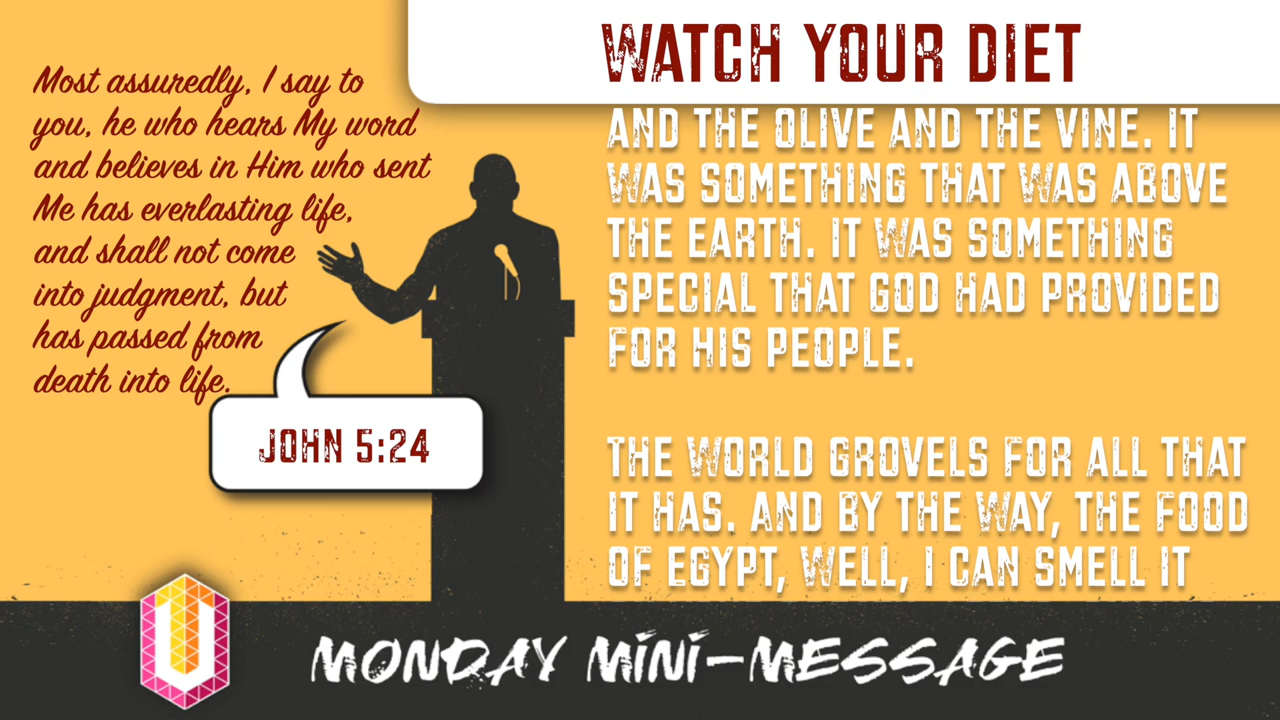 WATCH YOUR DIET
Most assuredly, I say to
you, he who hears My word
and believes in Him who sent
Me has everlasting life,
and shall not come
into judgment, but
has passed from
death into life.
JOHN 5:24
AND THE OLIVE AND THE VINE. IT
WAS SOMETHING THAT WAS ABOVE
THE EARTH. IT WAS SOMETHING
SPECIAL THAT GOD HAD PROVIDED
FOR HIS PEOPLE.
THE WORLD GROVELS FOR ALL THAT
IT HAS. AND BY THE WAY, THE FOOD
OF EGYPT, WELL, I CAN SMELL IT
U
MONDAY MINI-MESSAGE